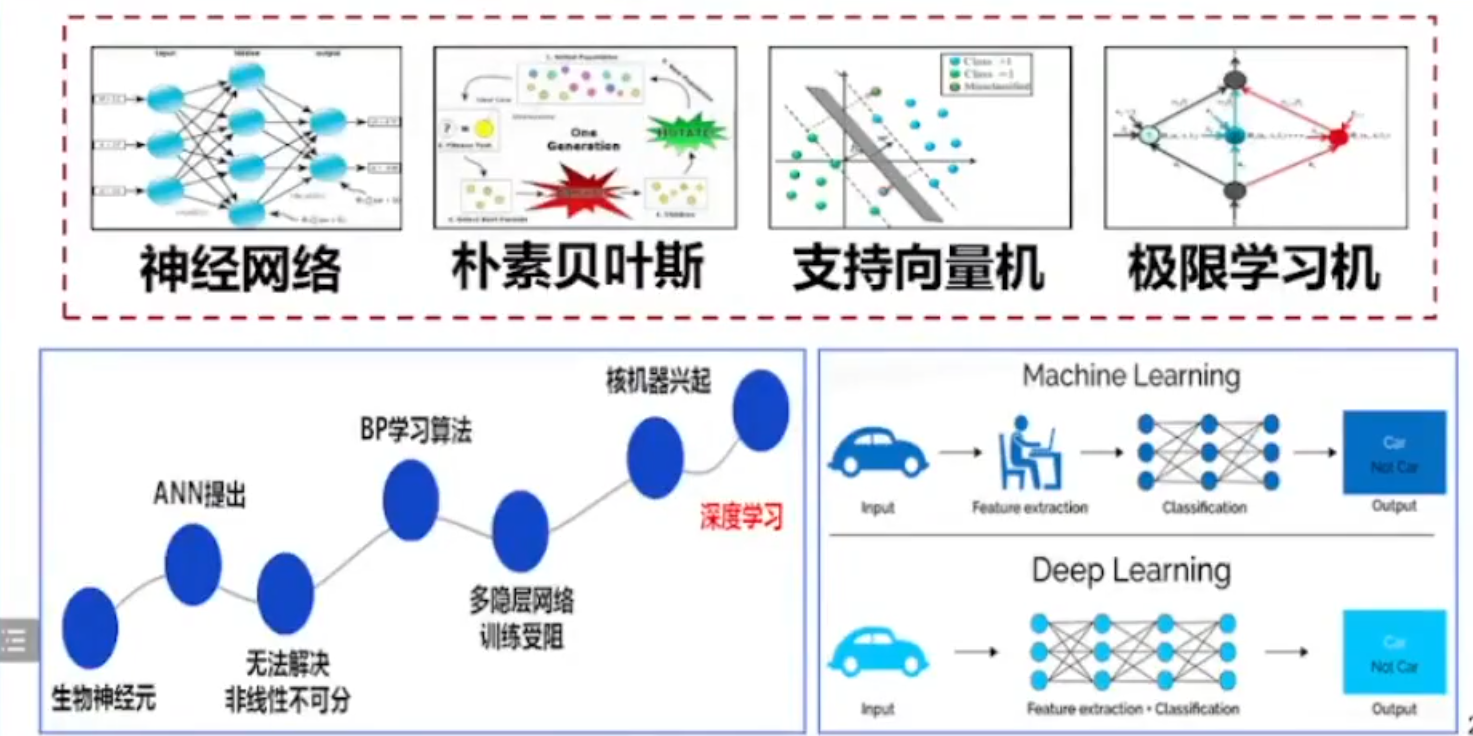 Input
hidden
output
One
Generation
MUTATE!
Class +1
Class -1
Misclassified
神经网络
朴素贝叶斯
支持向量机
极限学习机
核机器兴起
BP学习算法
ANN提出
深度学习
多隐层网络
训练受阻
无法解决
非线性不可分
生物神经元
Machine Learning
Car
Not Car
Input
Feature extraction
Classification
Output
Deep Learning
Car
Not Car
Input
Feature extraction + Classification
Output